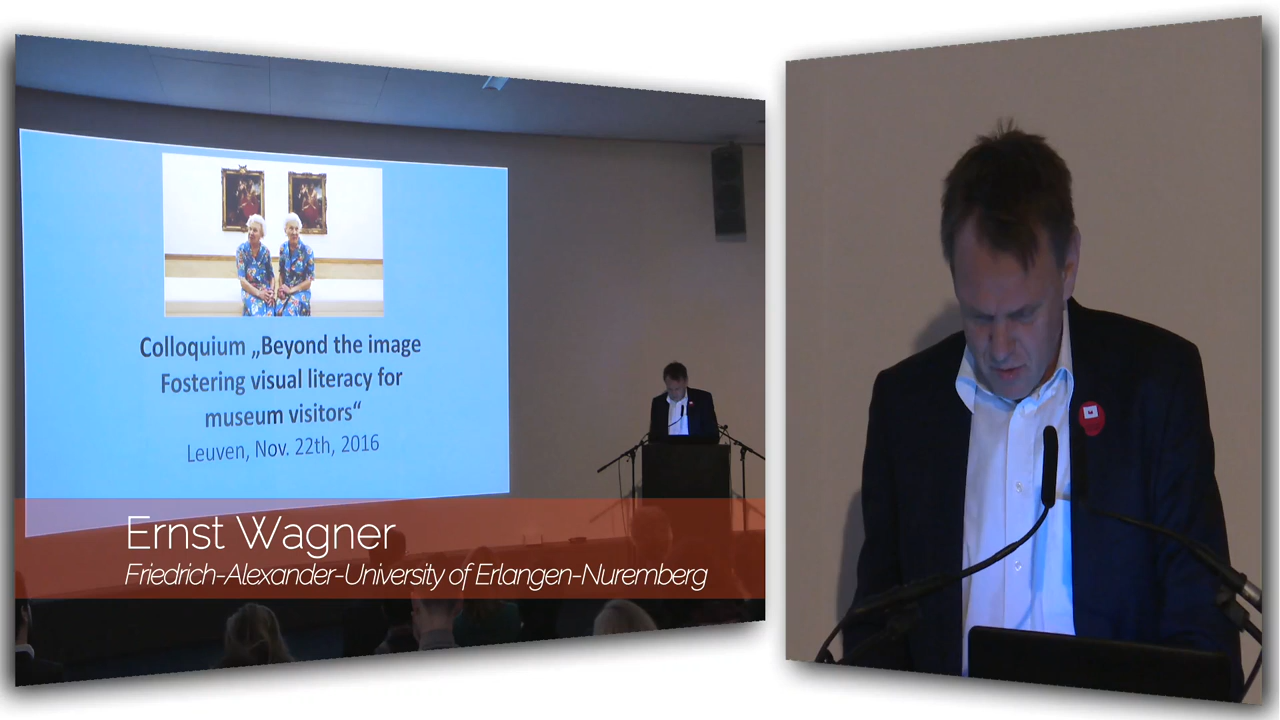 Colloquium „Beyond the image
Fostering visual literacy for
museum visitors“
Leuven, Nov. 22th, 2016
Ernst Wagner
Friedrich-Alexander-University of Erlangen-Nuremberg